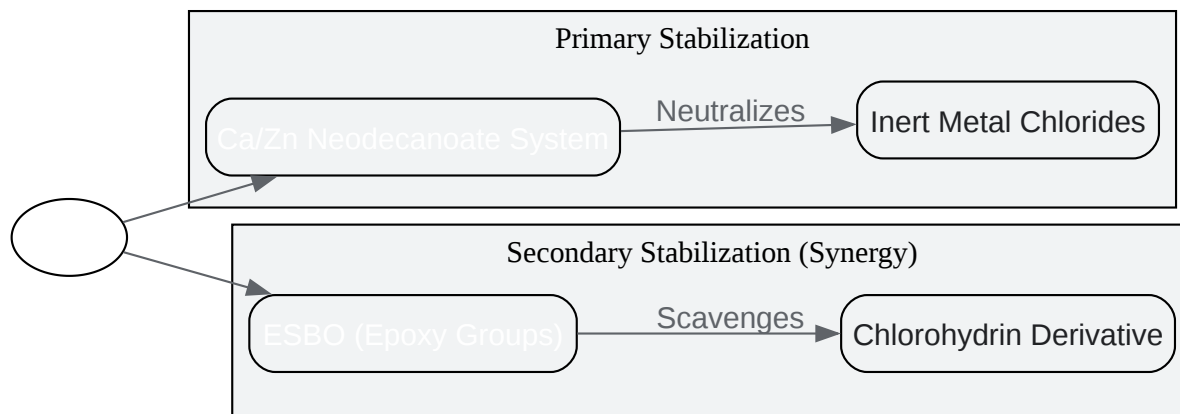 Primary Stabilization
Ca/Zn Neodecanoate System
Neutralizes
Inert Metal Chlorides
Secondary Stabilization (Synergy)
ESBO (Epoxy Groups)
Scavenges
Chlorohydrin Derivative